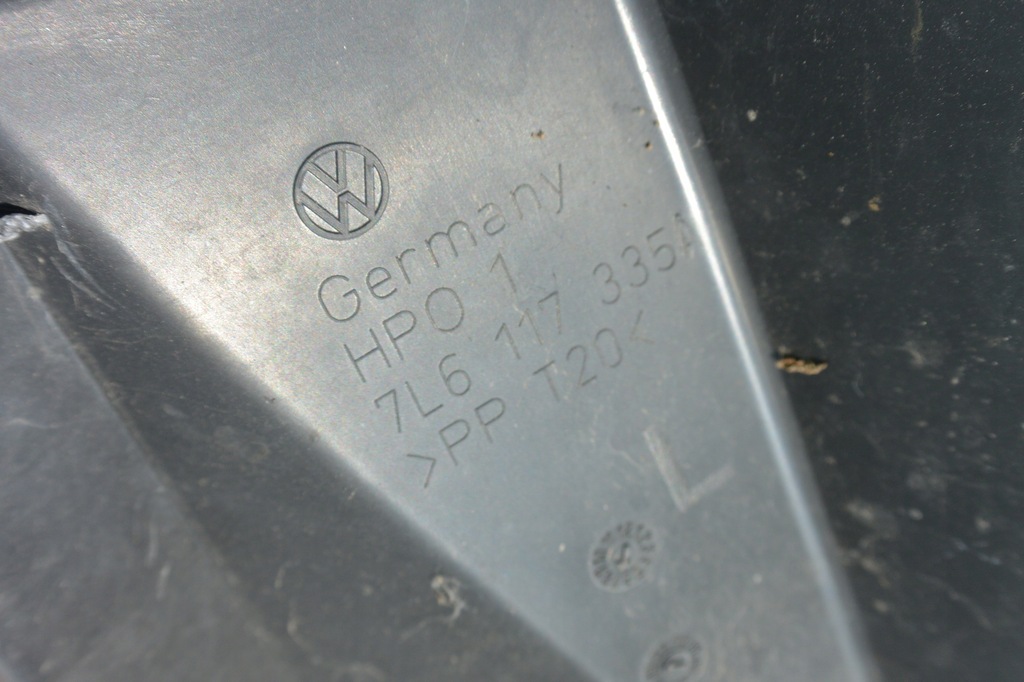 Germany
HPO 1
7L6 117 335A
>PP T20<
L